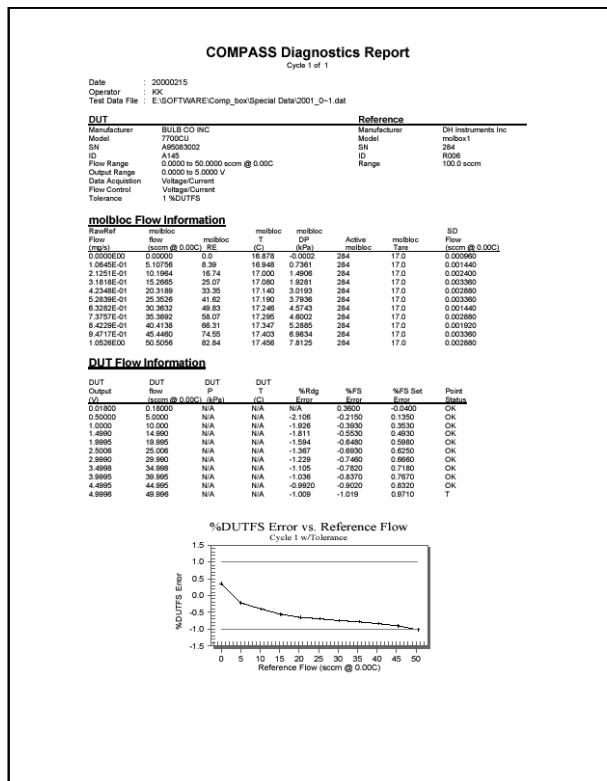 COMPASS Diagnostics Report
Cycle 1 of 1
Date : 20000215
Operator : KK
Test Data File : E:\SOFTWARE\Comp_box\Special Data\2001_0~1.dat
DUT Reference
Manufacturer BULB CO INC Manufacturer DH Instruments Inc
Model 7700CU Model molbox1
SN A95083002 SN 284
ID A145 ID R006
Flow Range 0.0000 to 50.0000 sccm @ 0.00C Range 100.0 sccm
Output Range 0.0000 to 5.0000 V
Data Acquistion Voltage/Current
Flow Control Voltage/Current
Tolerance 1 %DUTFS
molbloc Flow Information
RawRef molbloc molbloc molbloc SD
Flow flow molbloc T DP Active molbloc Flow
(mg/s) (sccm @ 0.00C) RE (C) (kPa) molbloc Tare (sccm @ 0.00C)
0.0000E00 0.00000 0.0 16.878 -0.0002 284 17.0 0.000960
1.0645E-01 5.10756 8.39 16.948 0.7361 284 17.0 0.001440
2.1251E-01 10.1964 16.74 17.000 1.4906 284 17.0 0.002400
3.1818E-01 15.2665 25.07 17.080 1.9281 284 17.0 0.003360
4.2348E-01 20.3189 33.35 17.140 3.0193 284 17.0 0.002880
5.2839E-01 25.3526 41.62 17.190 3.7936 284 17.0 0.003360
6.3282E-01 30.3632 49.83 17.246 4.5743 284 17.0 0.001440
7.3757E-01 35.3892 58.07 17.295 4.6002 284 17.0 0.002880
8.4229E-01 40.4138 66.31 17.347 5.2885 284 17.0 0.001920
9.4717E-01 45.4460 74.55 17.403 6.9834 284 17.0 0.003360
1.0526E00 50.5056 82.84 17.456 7.8125 284 17.0 0.002880
DUT Flow Information
DUT DUT DUT DUT
Output flow P T %Rdg %FS %FS Set Point
(V) (sccm @ 0.00C) (kPa) (C) Error Error Error Status
0.01800 0.18000 N/A N/A N/A 0.3600 -0.0400 OK
0.50000 5.0000 N/A N/A -2.106 -0.2150 0.1350 OK
1.0000 10.000 N/A N/A -1.926 -0.3930 0.3530 OK
1.4990 14.990 N/A N/A -1.811 -0.5530 0.4930 OK
1.9995 19.995 N/A N/A -1.594 -0.6480 0.5980 OK
2.5006 25.006 N/A N/A -1.367 -0.6930 0.6250 OK
2.9990 29.990 N/A N/A -1.229 -0.7460 0.6660 OK
3.4998 34.998 N/A N/A -1.105 -0.7820 0.7180 OK
3.9995 39.995 N/A N/A -1.036 -0.8370 0.7670 OK
4.4995 44.995 N/A N/A -0.9920 -0.9020 0.8320 OK
4.9996 49.996 N/A N/A -1.009 -1.019 0.9710 T
%DUTFS Error vs. Reference Flow
Cycle 1 w/Tolerance
%DUTFS Error
1.5
1.0
0.5
0.0
-0.5
-1.0
-1.5
0 5 10 15 20 25 30 35 40 45 50
Reference Flow (sccm @ 0.00C)